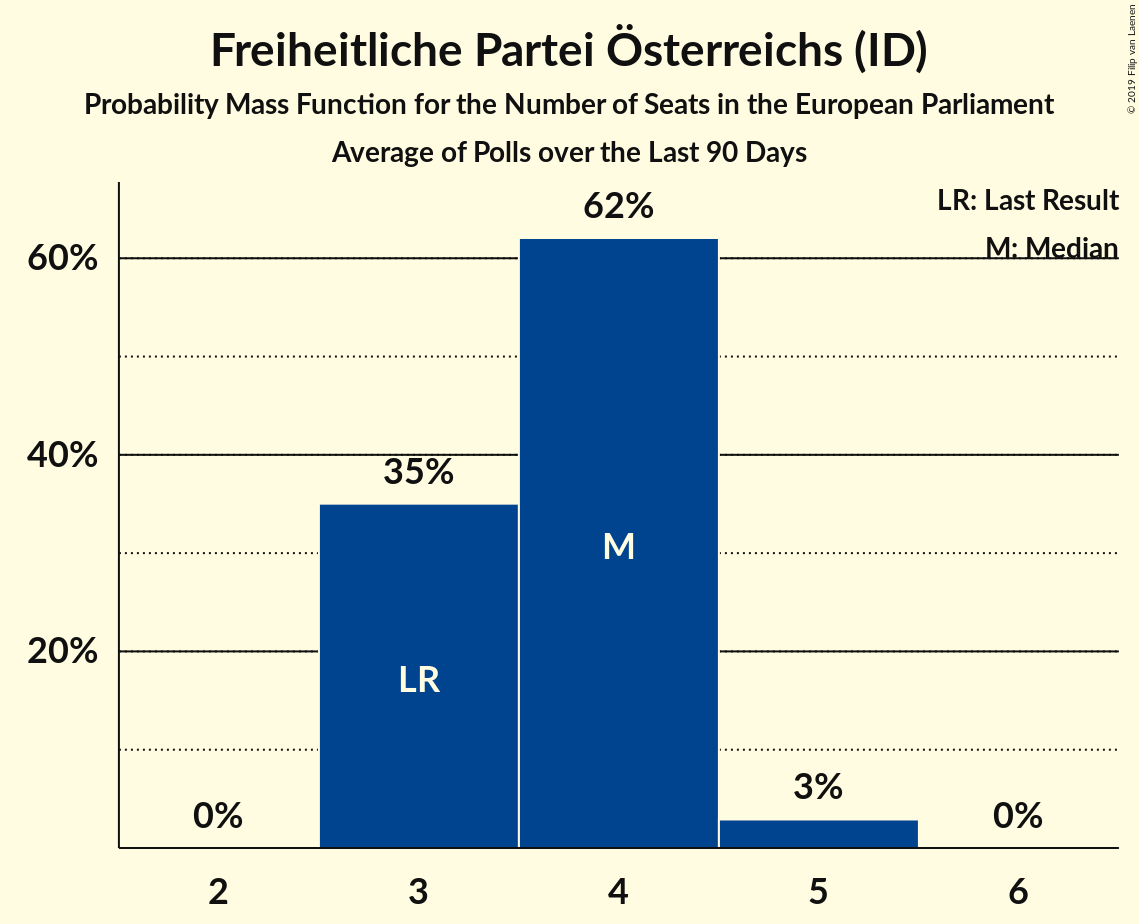 Freiheitliche Partei Österreichs (ID)
Probability Mass Function for the Number of Seats in the European Parliament
Average of Polls over the Last 90 Days
© 2019 Filip van Laenen
LR: Last Result
M: Median
62%
60%
40%
35%
M
20%
LR
3%
0%
0%
2
3
4
5
6